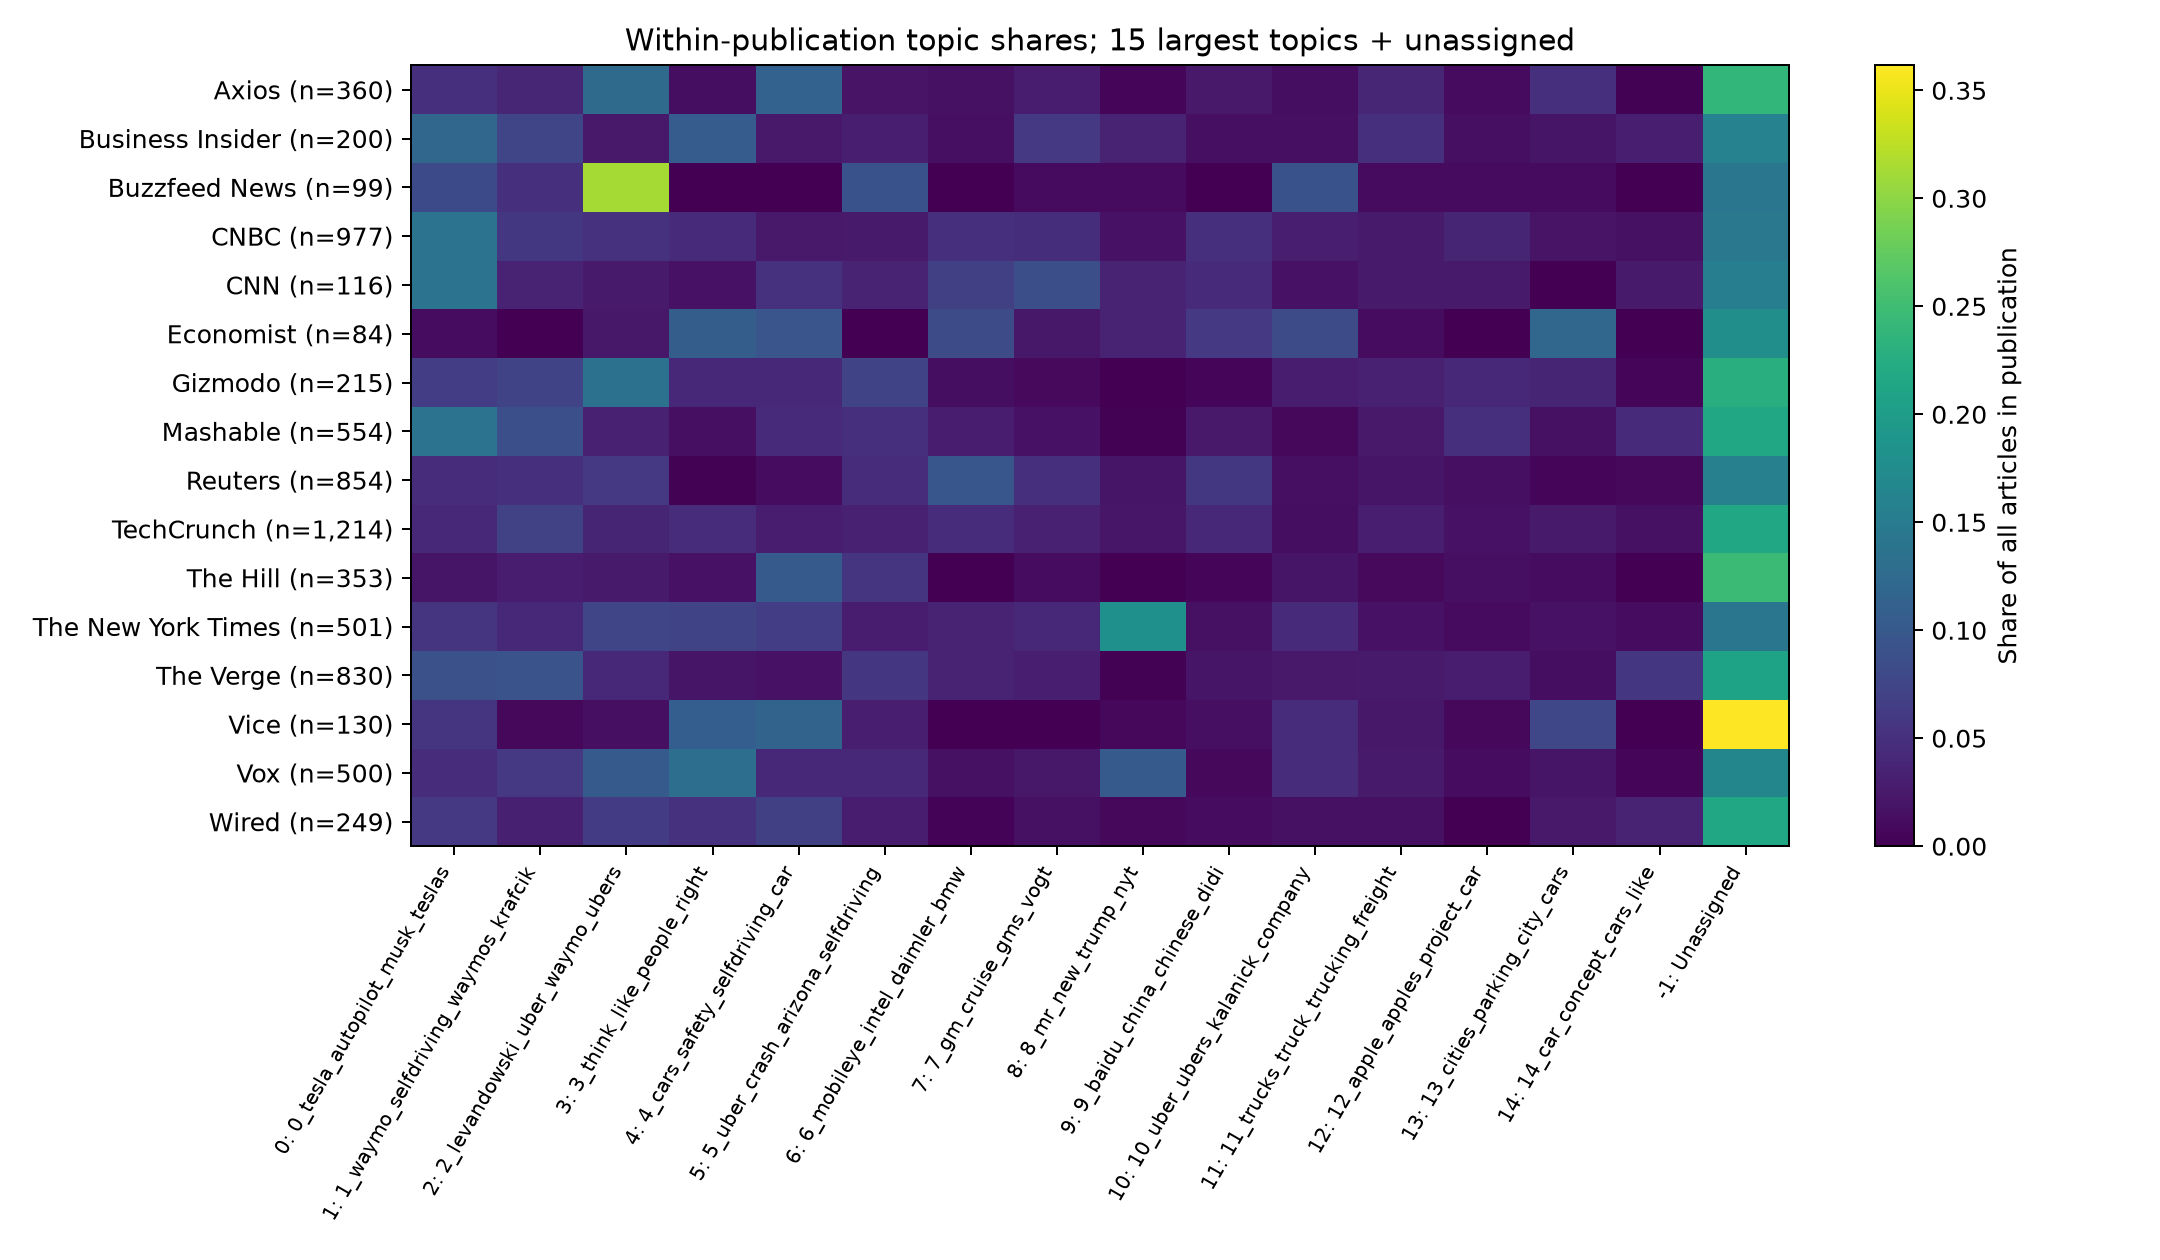 Within-publication topic shares; 15 largest topics + unassigned
Axios (n=360)
Business Insider (n=200)
Buzzfeed News (n=99)
CNBC (n=977)
CNN (n=116)
Economist (n=84)
Gizmodo (n=215)
Mashable (n=554)
Reuters (n=854)
TechCrunch (n=1,214)
The Hill (n=353)
The New York Times (n=501)
The Verge (n=830)
Vice (n=130)
Vox (n=500)
Wired (n=249)
0: 0_tesla_autopilot_musk_teslas
1: 1_waymo_selfdriving_waymos_krafcik
2: 2_levandowski_uber_waymo_ubers
3: 3_think_like_people_right
4: 4_cars_safety_selfdriving_car
5: 5_uber_crash_arizona_selfdriving
6: 6_mobileye_intel_daimler_bmw
7: 7_gm_cruise_gms_vogt
8: 8_mr_new_trump_nyt
9: 9_baidu_china_chinese_didi
10: 10_uber_ubers_kalanick_company
11: 11_trucks_truck_trucking_freight
12: 12_apple_apples_project_car
13: 13_cities_parking_city_cars
14: 14_car_concept_cars_like
-1: Unassigned
0.35
0.30
0.25
0.20
0.15
0.10
0.05
0.00
Share of all articles in publication